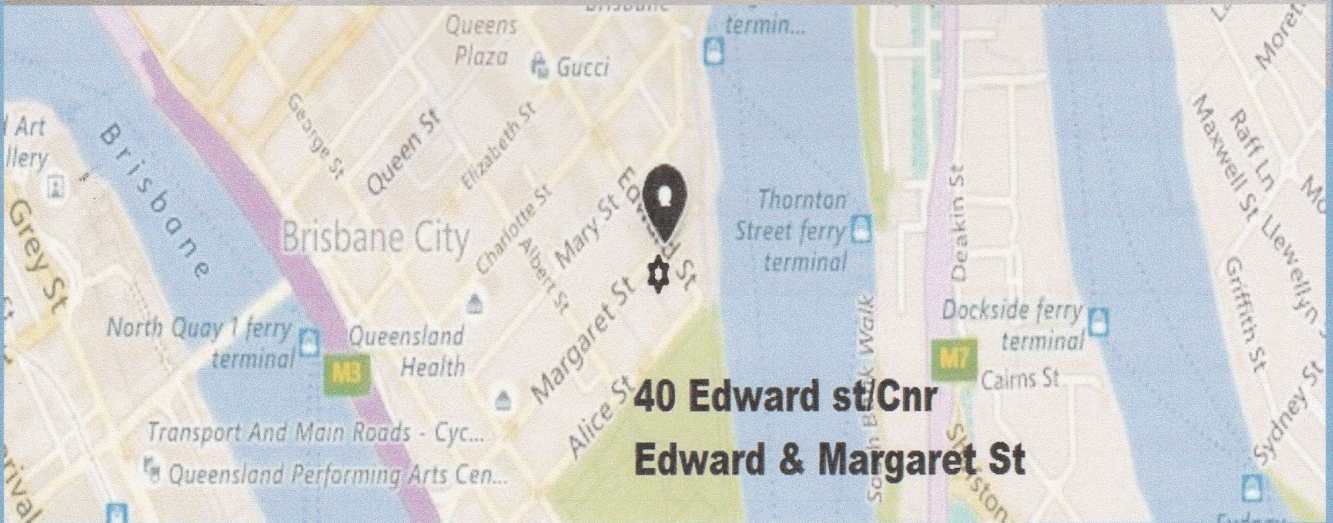 Brisbane
Queens
Plaza
termin...
Gucci
George St
Queen St
Elizabeth St
Art
Brisbane
Grey St
Brisbane City
Charlotte St
Albert St
Mary St
Edward St
Margaret St
Alice St
Thornton
Street ferry
terminal
Deakin St
Maxwell St
Raff Ln
Llewellyn
Griffith St
Sydney St
North Quay 1 ferry
terminal
M3
Queensland
Health
Dockside ferry
terminal
M7
Cairns St
40 Edward st/Cnr
Edward & Margaret St
Transport And Main Roads - Cyc...
Queensland Performing Arts Cen...